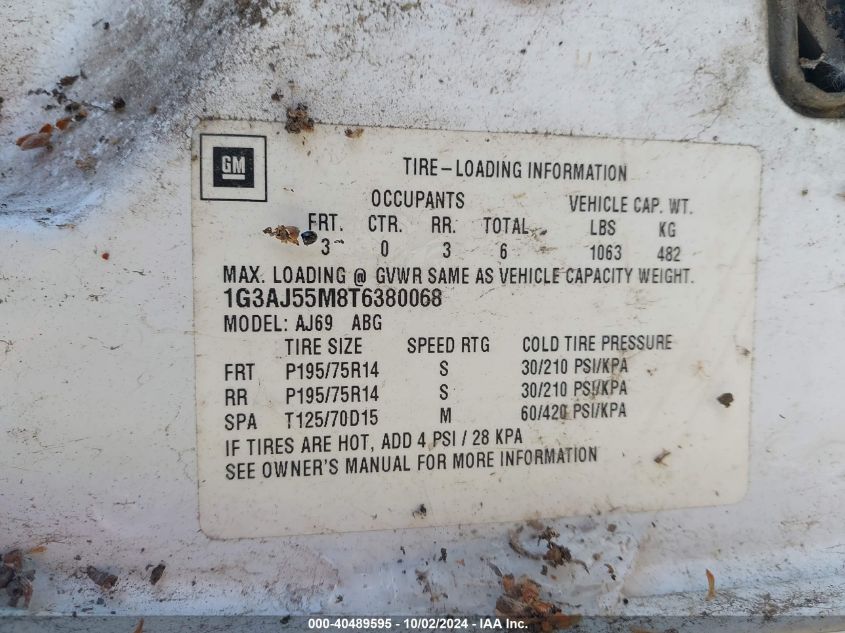 GM
TIRE-LOADING INFORMATION
OCCUPANTS VEHICLE CAP. WT.
FRT. CTR. RR. TOTAL LBS KG
3 0 3 6 1063 482
MAX. LOADING @ GVWR SAME AS VEHICLE CAPACITY WEIGHT.
1G3AJ55M8T6380068
MODEL: AJ69 ABG
TIRE SIZE SPEED RTG COLD TIRE PRESSURE
FRT P195/75R14 S 30/210 PSI/KPA
RR P195/75R14 S 30/210 PSI/KPA
SPA T125/70D15 M 60/420 PSI/KPA
IF TIRES ARE HOT, ADD 4 PSI / 28 KPA
SEE OWNER'S MANUAL FOR MORE INFORMATION
000-40489595 - 10/02/2024 - IAA Inc.